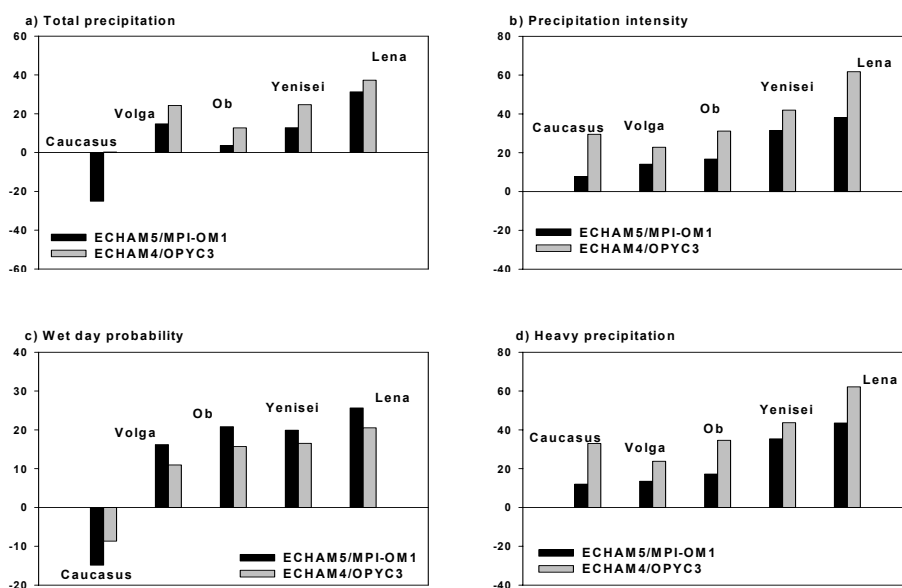 a) Total precipitation
60
40
20
0
-20
-40
-60
Caucasus
Volga
Ob
Yenisei
Lena
ECHAM5/MPI-OM1
ECHAM4/OPYC3
b) Precipitation intensity
80
60
40
20
0
-20
-40
Caucasus
Volga
Ob
Yenisei
Lena
ECHAM5/MPI-OM1
ECHAM4/OPYC3
c) Wet day probability
40
30
20
10
0
-10
-20
Caucasus
Volga
Ob
Yenisei
Lena
ECHAM5/MPI-OM1
ECHAM4/OPYC3
d) Heavy precipitation
80
60
40
20
0
-20
-40
Caucasus
Volga
Ob
Yenisei
Lena
ECHAM5/MPI-OM1
ECHAM4/OPYC3